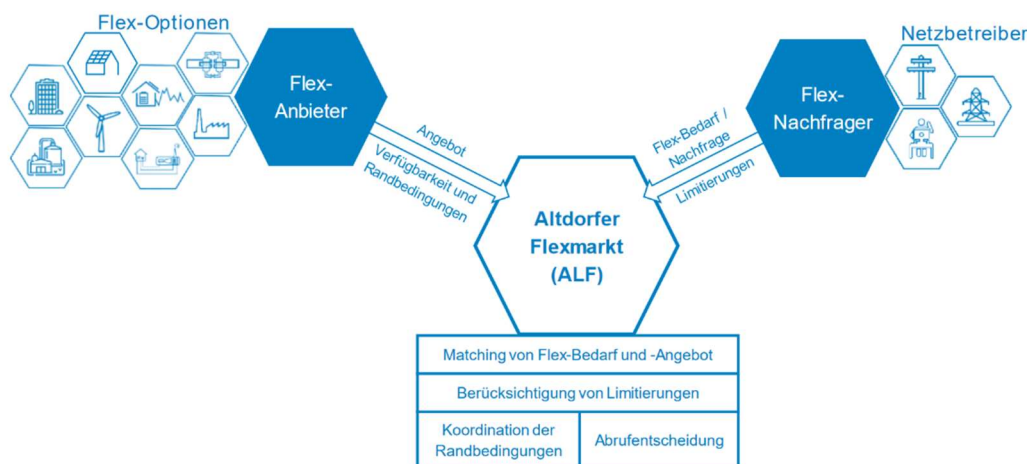 Flex-Optionen
Flex-
Anbieter
Angebot
Verfügbarkeit und
Randbedingungen
Netzbetreiber
Flex-
Nachfrager
Flex-Bedarf /
Nachfrage
Limitierungen
Altdorfer
Flexmarkt
(ALF)
Matching von Flex-Bedarf und -Angebot
Berücksichtigung von Limitierungen
Koordination der
Randbedingungen
Abrufentscheidung